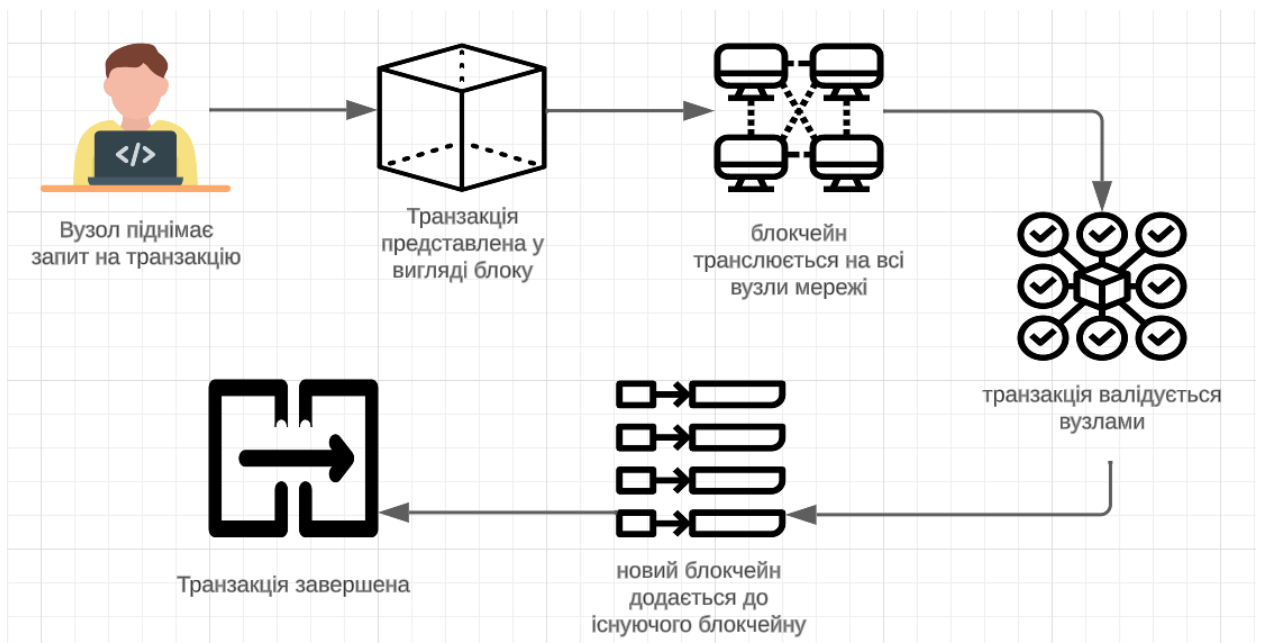 </>
Вузол піднімає
запит на транзакцію
Транзакція
представлена у
вигляді блоку
блокчейн
транслюється на всі
вузли мережі
транзакція валідується
вузлами
новий блокчейн
додається до
існуючого блокчейну
Транзакція завершена